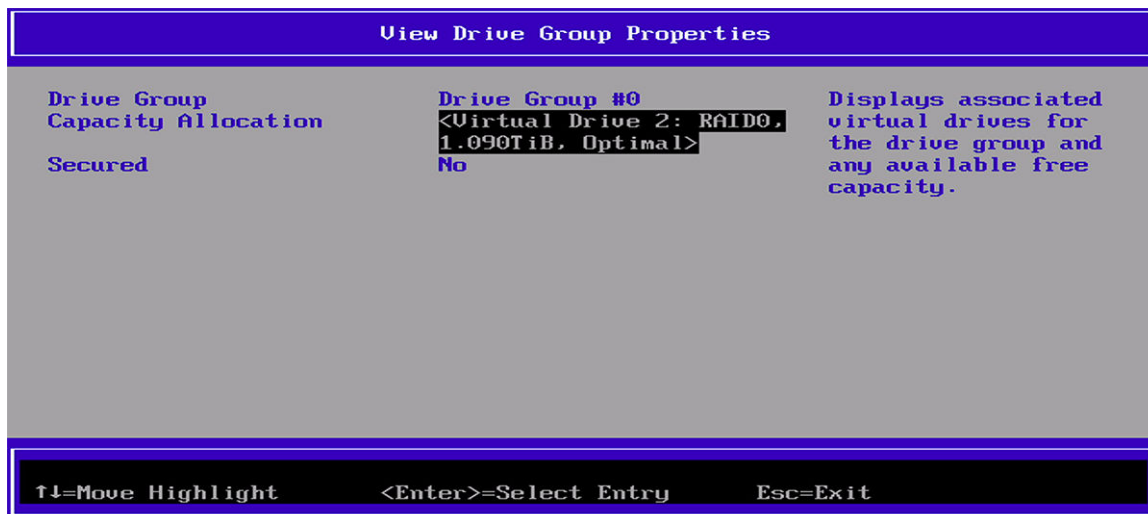 View Drive Group Properties
Drive Group Drive Group #0
Capacity Allocation <Virtual Drive 2: RAID0,
1.090TiB, Optimal>
Secured No
Displays associated
virtual drives for
the drive group and
any available free
capacity.
↑↓=Move Highlight <Enter>=Select Entry Esc=Exit